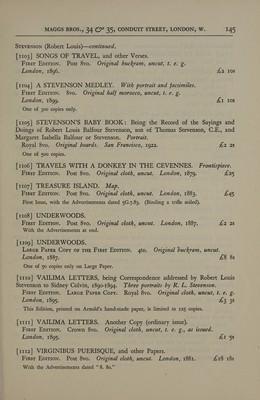 MAGGS BROS., 34 & 35, CONDUIT STREET, LONDON, W. 145
STEVENSON (Robert Louis)—continued.
[1103] SONGS OF TRAVEL, and other Verses.
FIRST EDITION. Post 8vo. Original buckram, uncut, t. e. g.
London, 1896. £2 10s
[1104] A STEVENSON MEDLEY. With portrait and facsimiles.
FIRST EDITION. 8vo. Original half morocco, uncut, t. e. g.
London, 1899. £1 10s
One of 300 copies only.
[1105] STEVENSON'S BABY BOOK: Being the Record of the Sayings and
Doings of Robert Louis Balfour Stevenson, son of Thomas Stevenson, C.E., and
Margaret Isabella Balfour or Stevenson. Portrait.
Royal 8vo. Original boards. San Francisco, 1922. £2 2s
One of 500 copies.
[1106] TRAVELS WITH A DONKEY IN THE CEVENNES. Frontispiece.
FIRST EDITION. Post 8vo. Original cloth, uncut. London, 1879. £25
[1107] TREASURE ISLAND. Map.
FIRST EDITION. Post 8vo. Original cloth, uncut. London, 1883. £45
First Issue, with the Advertisements dated 5G.7.83. (Binding a trifle soiled).
[1108] UNDERWOODS.
FIRST EDITION. Post 8vo. Original cloth, uncut. London, 1887. £2 2s
With the Advertisements at end.
[1109] UNDERWOODS.
LARGE PAPER COPY OF THE FIRST EDITION. 4to. Original buckram, uncut.
London, 1887. £8 8s
One of 50 copies only on Large Paper.
[1110] VAILIMA LETTERS, being Correspondence addressed by Robert Louis
Stevenson to Sidney Colvin, 1890-1894. Three portraits by R. L. Stevenson.
FIRST EDITION. LARGE PAPER COPY. Royal 8vo. Original cloth, uncut, t. e. g.
London, 1895. £3 3s
This Edition, printed on Arnold's hand-made paper, is limited to 125 copies.
[1111] VAILIMA LETTERS. Another Copy (ordinary issue).
FIRST EDITION. Crown 8vo. Original cloth, uncut, t. e. g., as issued.
London, 1895. £1 5s
[1112] VIRGINIBUS PUERISQUE, and other Papers.
FIRST EDITION. Post 8vo. Original cloth, uncut. London, 1881. £18 18s
With the Advertisements dated "8. 80."